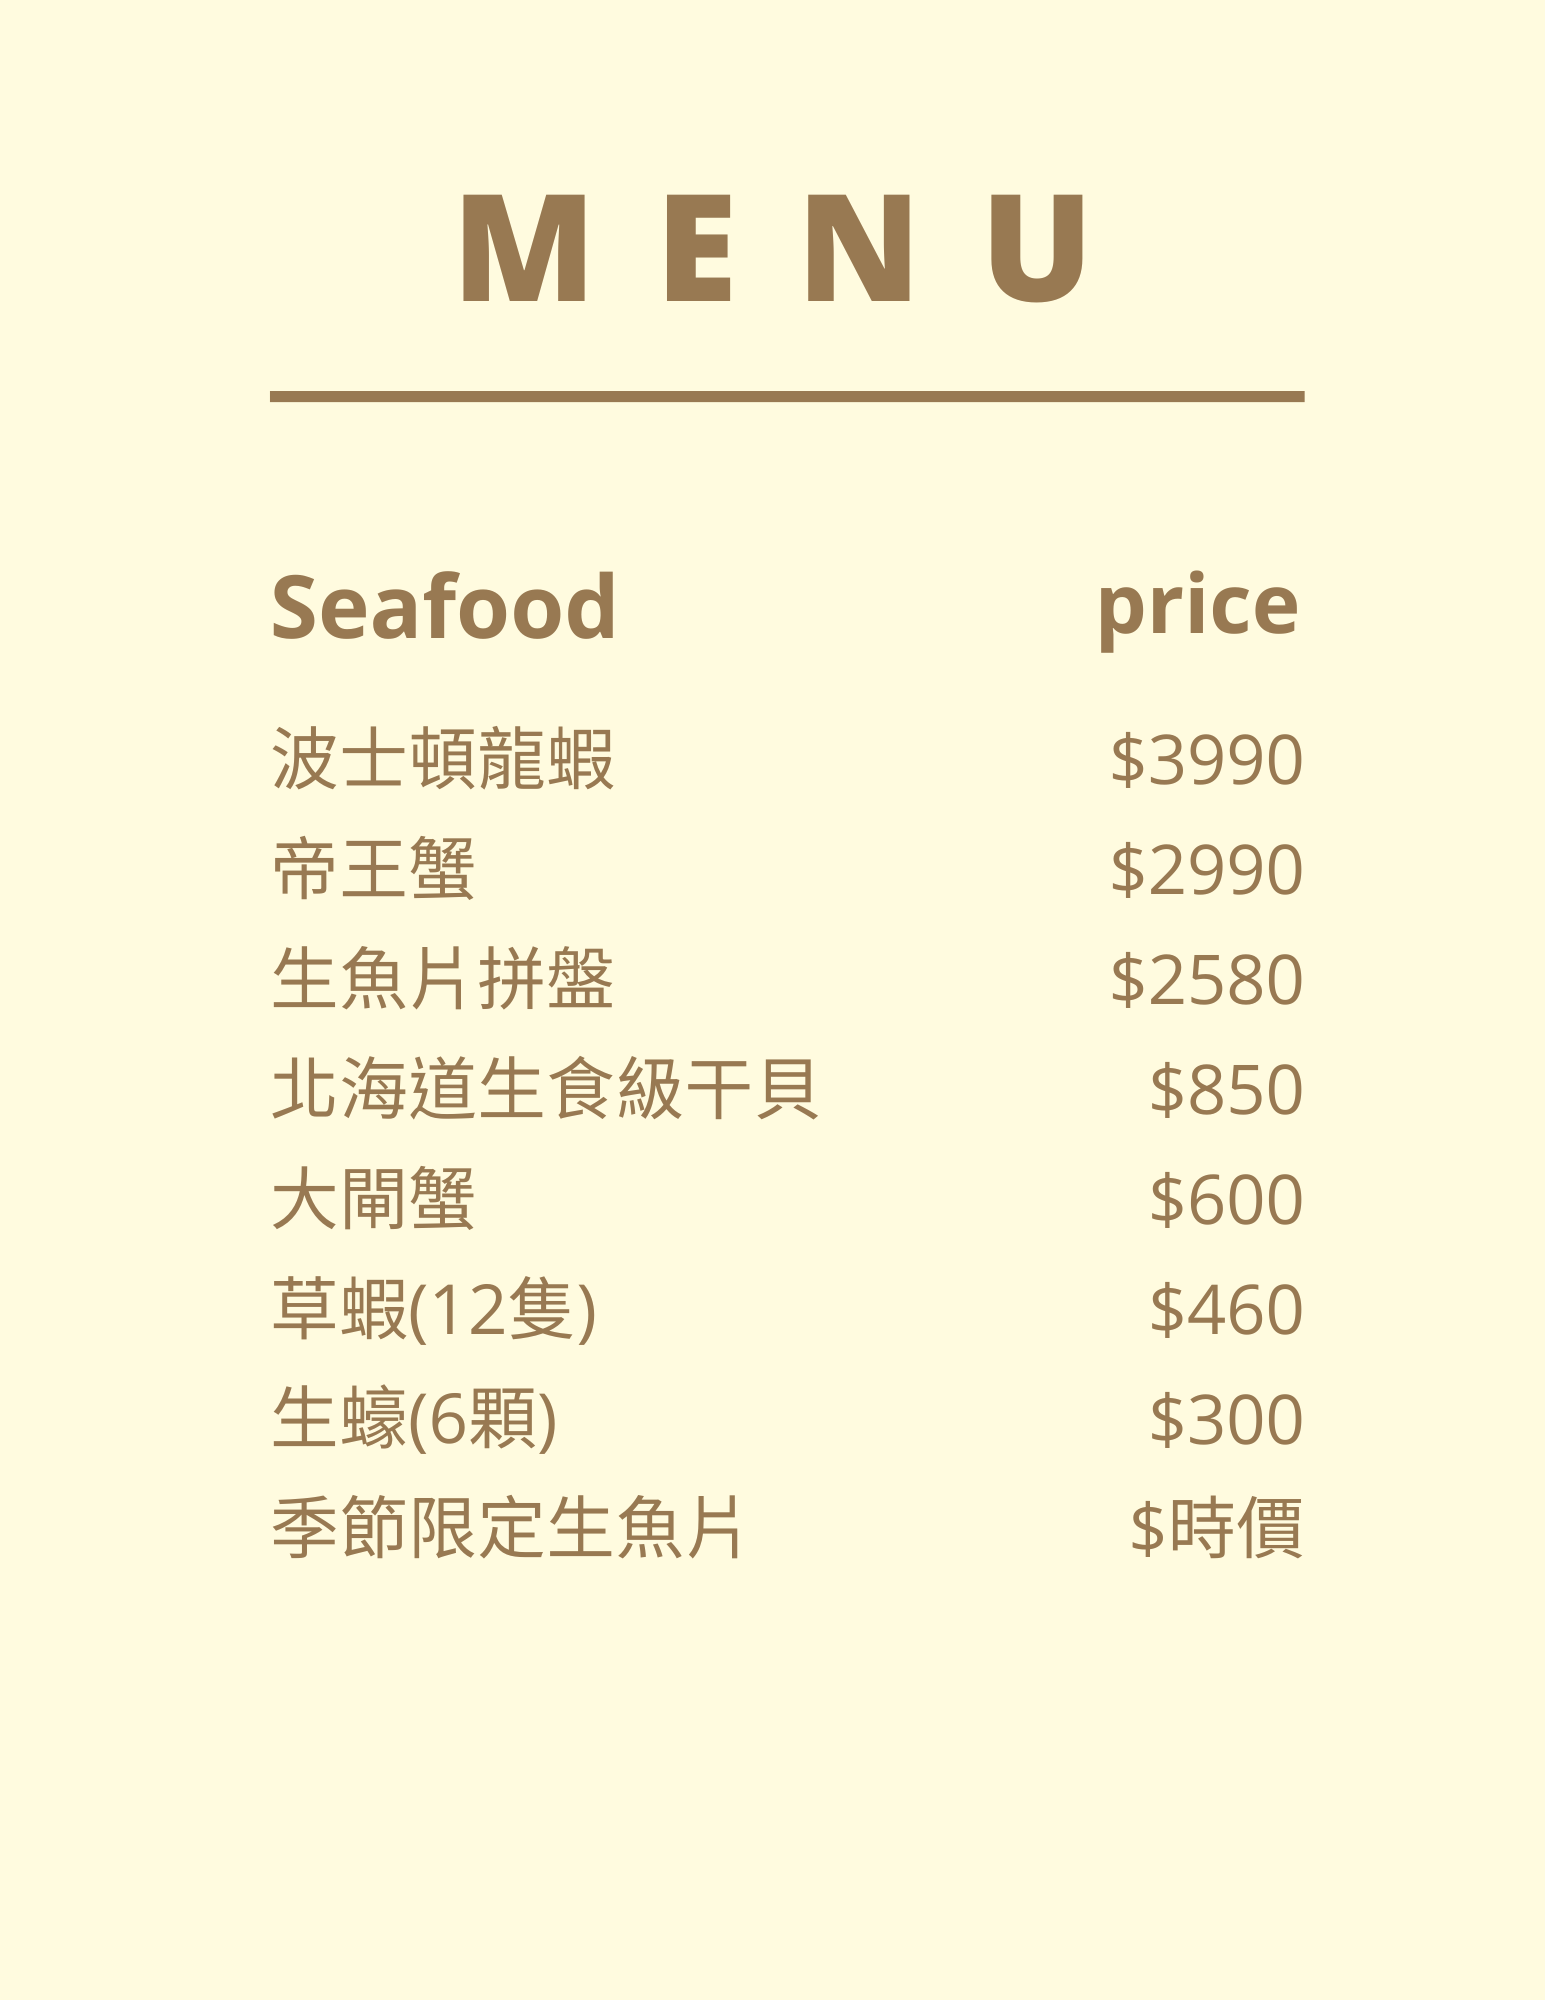 MENU
Seafood price
波士頓龍蝦 $3990
帝王蟹 $2990
生魚片拼盤 $2580
北海道生食級干貝 $850
大閘蟹 $600
草蝦(12隻) $460
生蠔(6顆) $300
季節限定生魚片 $時價